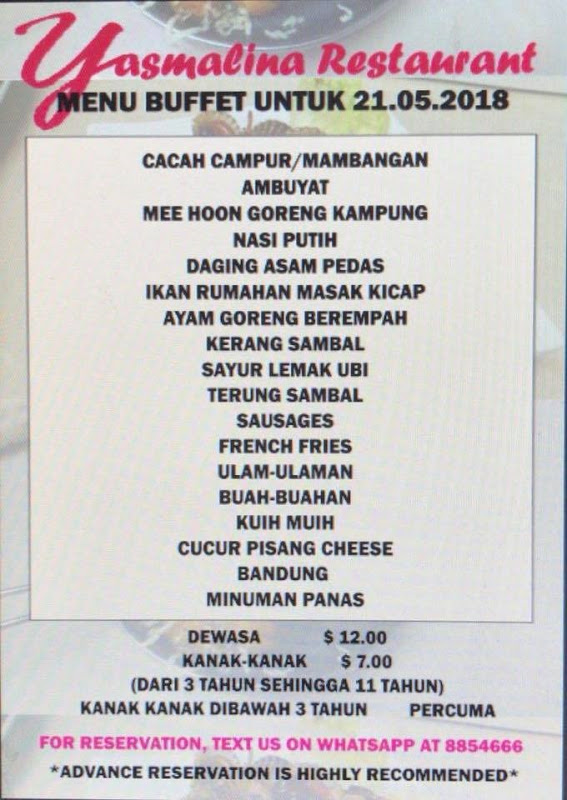 Yasmalina Restaurant
MENU BUFFET UNTUK 21.05.2018
CACAH CAMPUR/MAMBANGAN
AMBUYAT
MEE HOON GORENG KAMPUNG
NASI PUTIH
DAGING ASAM PEDAS
IKAN RUMAHAN MASAK KICAP
AYAM GORENG BEREMPAH
KERANG SAMBAL
SAYUR LEMAK UBI
TERUNG SAMBAL
SAUSAGES
FRENCH FRIES
ULAM-ULAMAN
BUAH-BUAHAN
KUIH MUIH
CUCUR PISANG CHEESE
BANDUNG
MINUMAN PANAS
DEWASA $ 12.00
KANAK-KANAK $ 7.00
(DARI 3 TAHUN SEHINGGA 11 TAHUN)
KANAK KANAK DIBAWAH 3 TAHUN PERCUMA
FOR RESERVATION, TEXT US ON WHATSAPP AT 8854666
*ADVANCE RESERVATION IS HIGHLY RECOMMENDED*